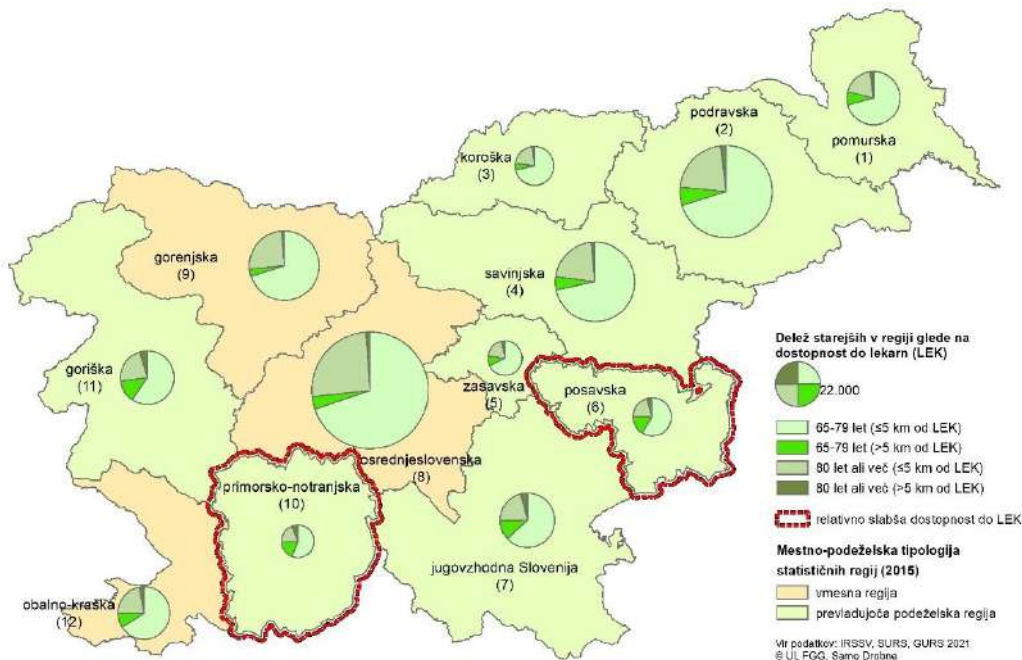 pomurska
(1)
podravska
(2)
koroška
(3)
savinjska
(4)
gorenjska
(9)
goriška
(11)
zasavska
(5)
posavska
(6)
osrednjeslovenska
(8)
primorsko-notranjska
(10)
jugovzhodna Slovenija
(7)
obalno-kraška
(12)
Delež starejših v regiji glede na
dostopnost do lekarn (LEK)
22.000
65-79 let (≤5 km od LEK)
65-79 let (>5 km od LEK)
80 let ali več (≤5 km od LEK)
80 let ali več (>5 km od LEK)
relativno slabša dostopnost do LEK
Mestno-podeželska tipologija
statističnih regij (2015)
vmesna regija
prevladujoča podeželska regija
Vir podatkov: IRSSV, SURS, GURS 2021
© UL FGG, Samo Drobne